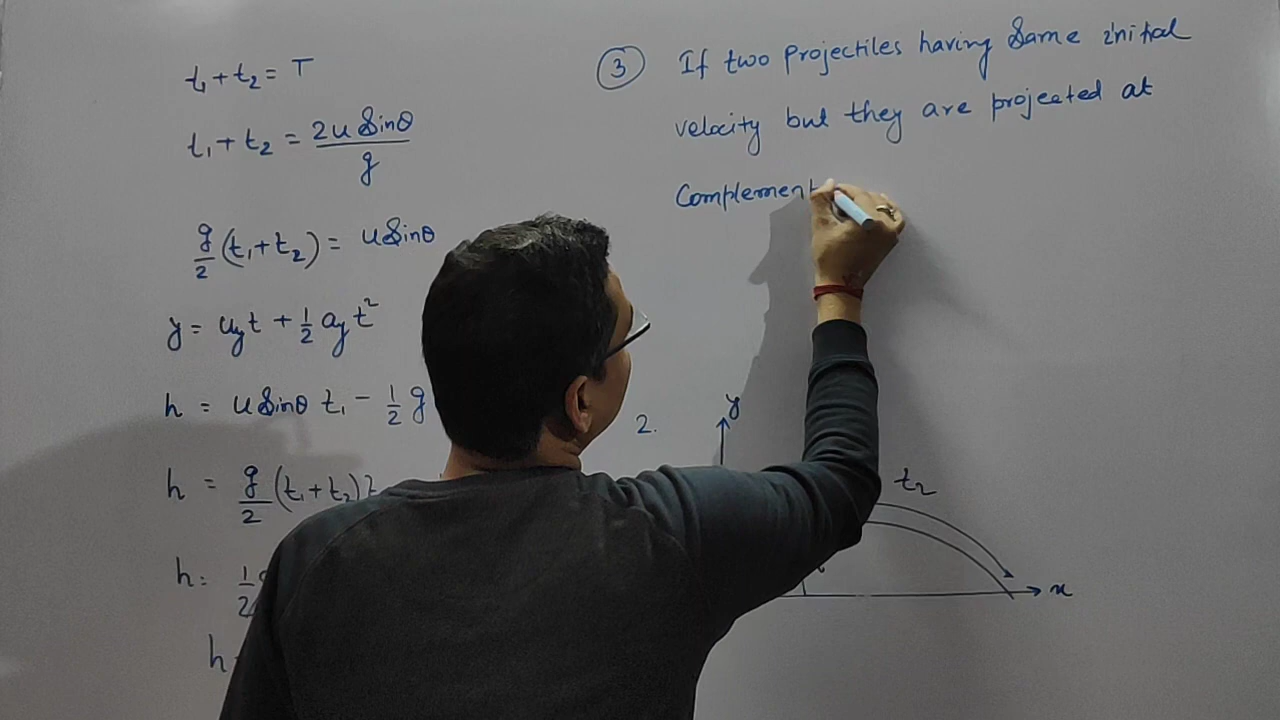 t₁ + t₂ = T
t₁ + t₂ = 2u Sinθ / g
g/2 (t₁ + t₂) = u Sinθ
y = u_y t + 1/2 a_y t²
h = u Sinθ t₁ - 1/2 g
h = g/2 (t₁ + t₂) t
h = 1/2
h
③ If two projectiles having Same initial
velocity but they are projected at
Complement
2.
y
t₂
x